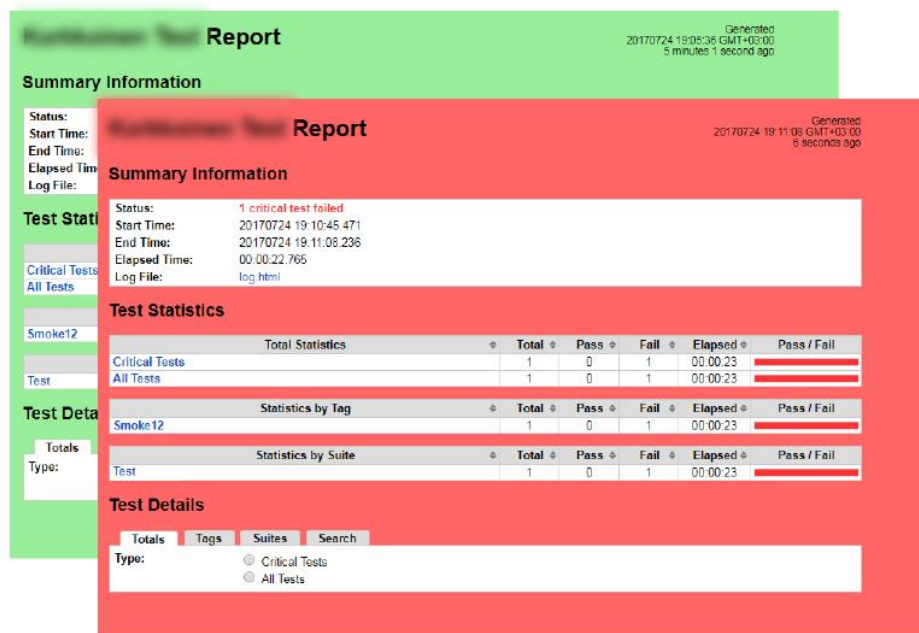 Report
Generated
20170724 19:05:36 GMT+03:00
5 minutes 1 second ago
Summary Information
Status:
Start Time:
End Time:
Elapsed Tim
Log File:
Test Stati
Critical Tests
All Tests
Smoke12
Test
Test Deta
Totals
Type:
Report
Generated
20170724 19:11:08 GMT+03:00
6 seconds ago
Summary Information
Status: 1 critical test failed
Start Time: 20170724 19:10:45.471
End Time: 20170724 19:11:08.236
Elapsed Time: 00:00:22.765
Log File: log.html
Test Statistics
Total Statistics Total Pass Fail Elapsed Pass / Fail
Critical Tests 1 0 1 00:00:23
All Tests 1 0 1 00:00:23
Statistics by Tag Total Pass Fail Elapsed Pass / Fail
Smoke12 1 0 1 00:00:23
Statistics by Suite Total Pass Fail Elapsed Pass / Fail
Test 1 0 1 00:00:23
Test Details
Totals Tags Suites Search
Type: Critical Tests
All Tests